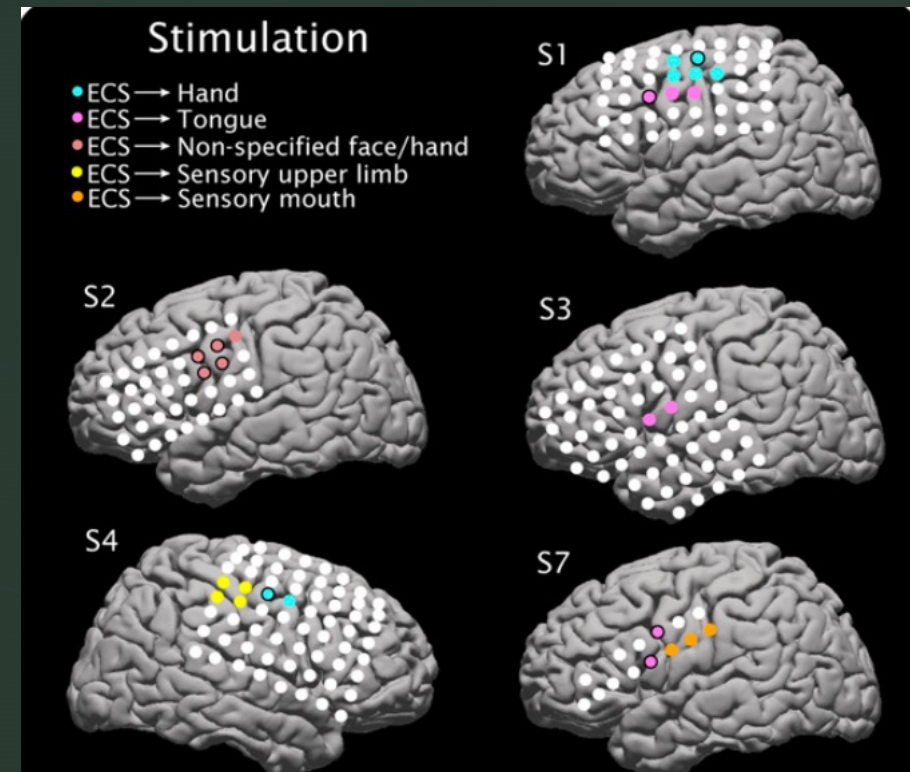 Stimulation
ECS → Hand
ECS → Tongue
ECS → Non-specified face/hand
ECS → Sensory upper limb
ECS → Sensory mouth
S1
S2
S3
S4
S7